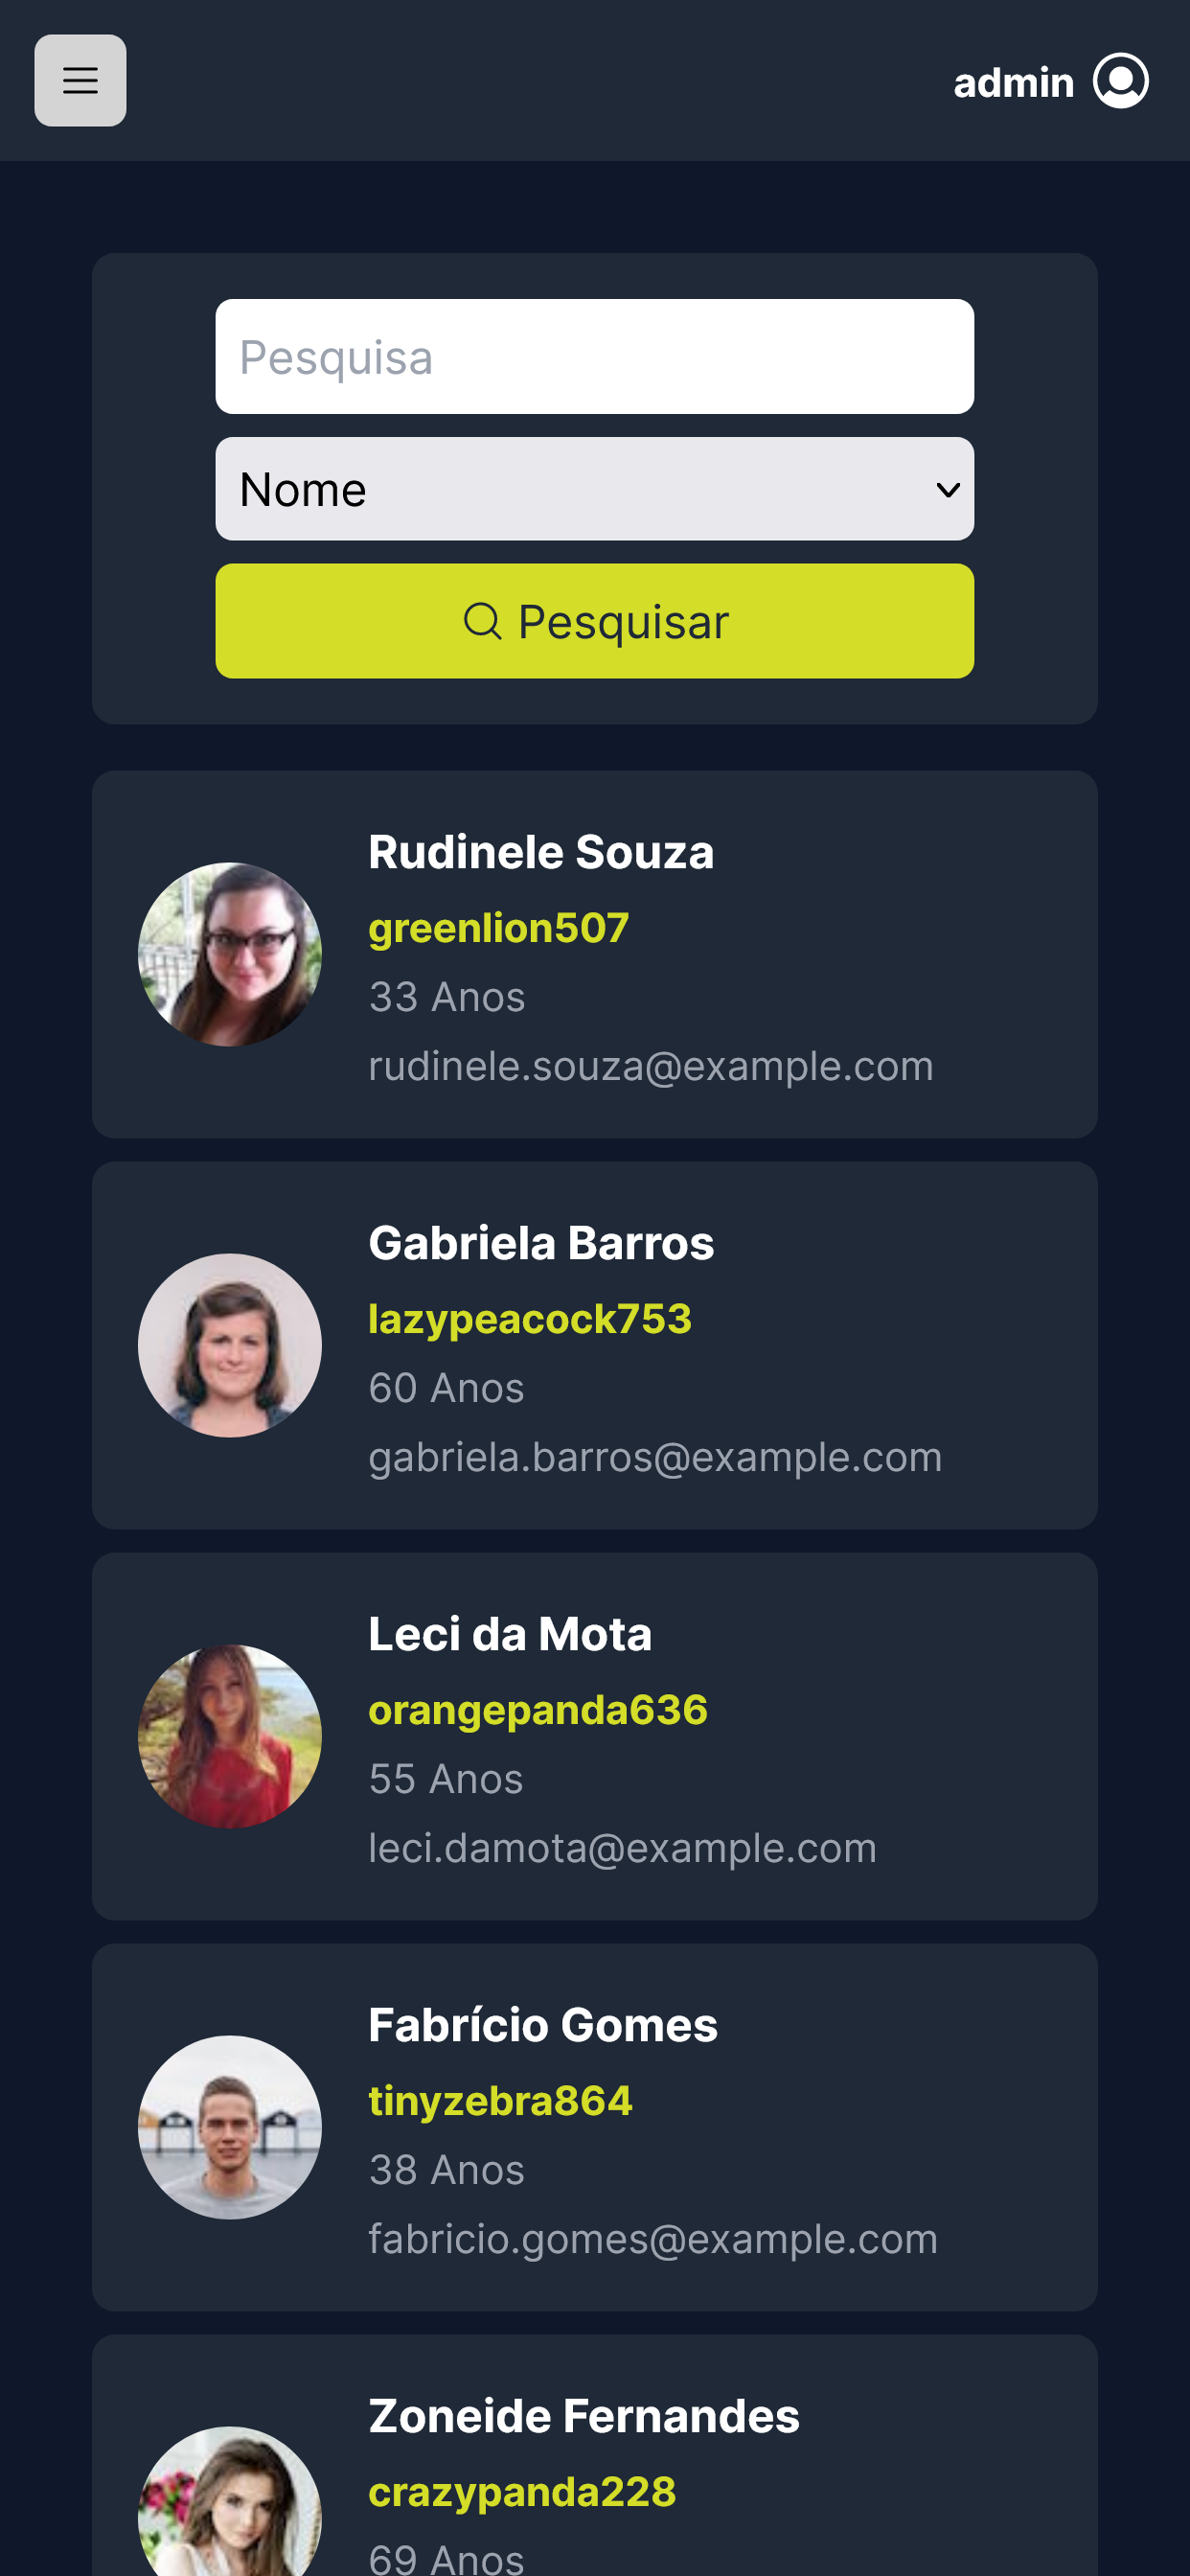 admin
Pesquisa
Nome
Pesquisar
Rudinele Souza
greenlion507
33 Anos
rudinele.souza@example.com
Gabriela Barros
lazypeacock753
60 Anos
gabriela.barros@example.com
Leci da Mota
orangepanda636
55 Anos
leci.damota@example.com
Fabrício Gomes
tinyzebra864
38 Anos
fabricio.gomes@example.com
Zoneide Fernandes
crazypanda228
69 Anos